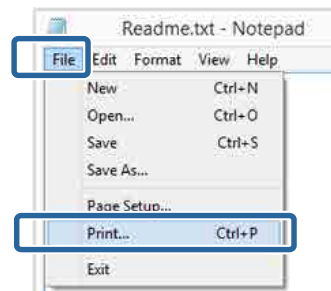 Readme.txt - Notepad
File Edit Format View Help
New Ctrl+N
Open... Ctrl+O
Save Ctrl+S
Save As...
Page Setup...
Print... Ctrl+P
Exit